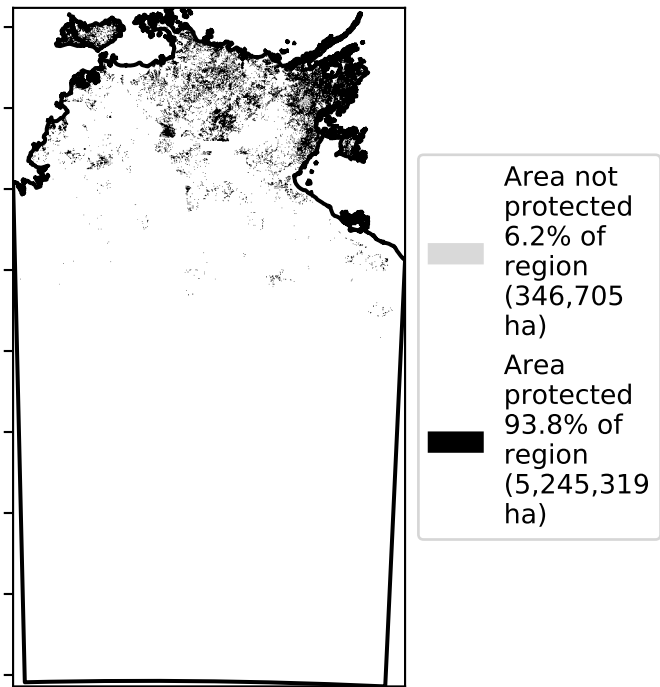 Area not
protected
6.2% of
region
(346,705
ha)
Area
protected
93.8% of
region
(5,245,319
ha)